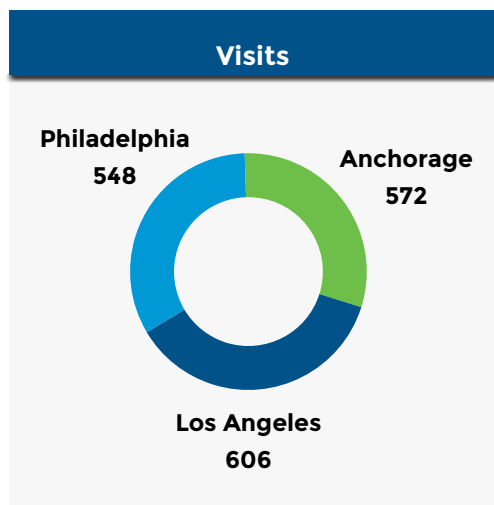 Visits
Philadelphia
548
Anchorage
572
Los Angeles
606